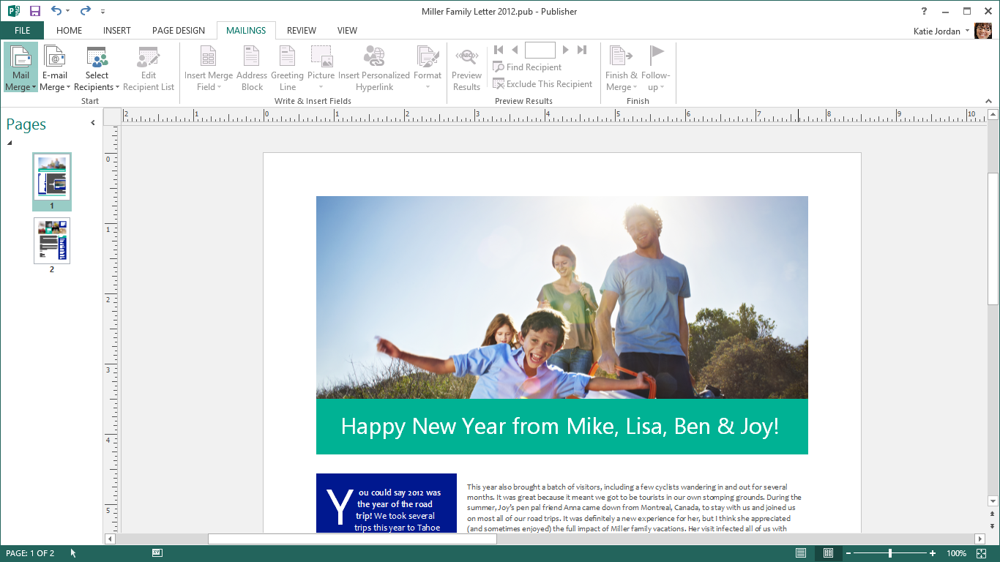 Miller Family Letter 2012.pub - Publisher
?
FILE HOME INSERT PAGE DESIGN MAILINGS REVIEW VIEW
Katie Jordan
Mail Merge
E-mail Merge
Select Recipients
Edit Recipient List
Start
Insert Merge Field
Address Block
Greeting Line
Picture
Insert Personalized Hyperlink
Format
Write & Insert Fields
Preview Results
Find Recipient
Exclude This Recipient
Preview Results
Finish & Merge
Follow-up
Finish
Pages
1
2
2 1 0 1 2 3 4 5 6 7 8 9 10
0
1
2
3
4
5
Happy New Year from Mike, Lisa, Ben & Joy!
You could say 2012 was
the year of the road
trip! We took several
trips this year to Tahoe
This year also brought a batch of visitors, including a few cyclists wandering in and out for several
months. It was great because it meant we got to be tourists in our own stomping grounds. During the
summer, Joy's pen pal friend Anna came down from Montreal, Canada, to stay with us and joined us
on most all of our road trips. It was definitely a new experience for her, but I think she appreciated
(and sometimes enjoyed) the full impact of Miller family vacations. Her visit infected all of us with
PAGE: 1 OF 2
100%